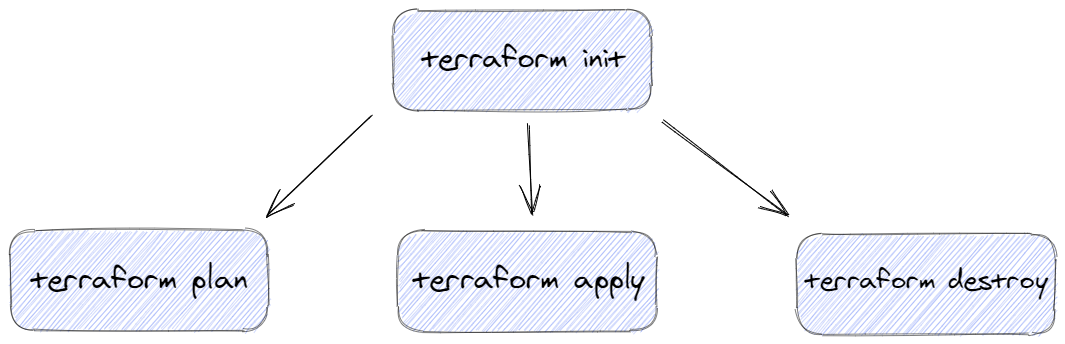 terraform init
terraform plan
terraform apply
terraform destroy